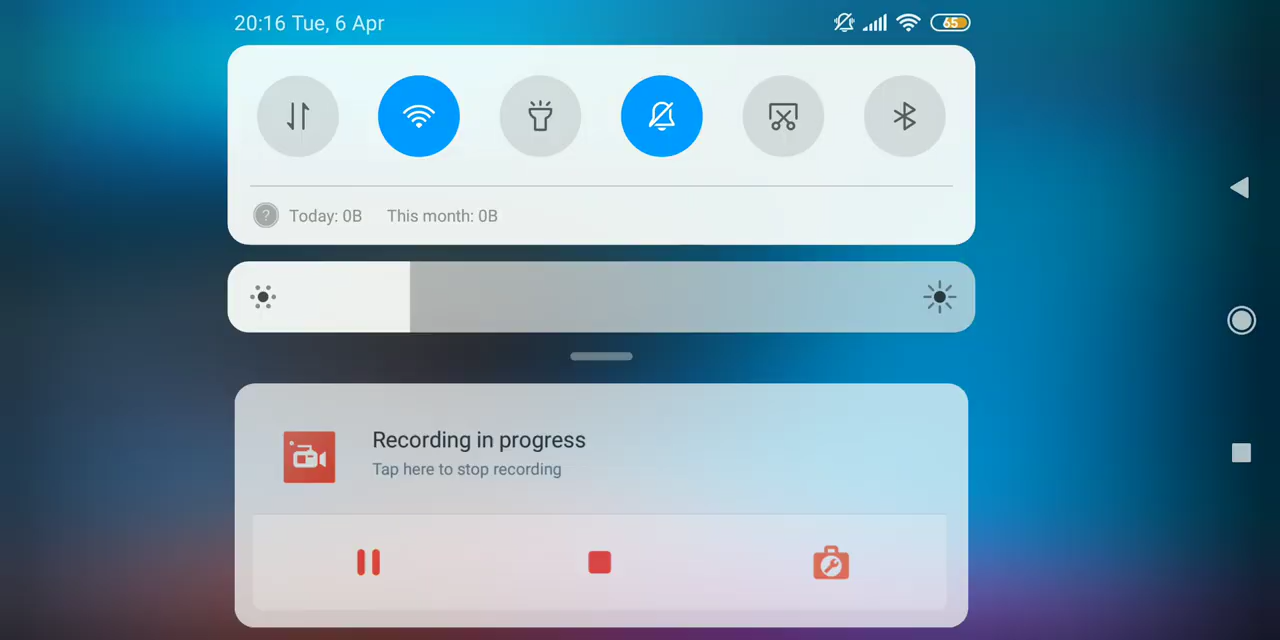 20:16 Tue, 6 Apr
65
Today: 0B This month: 0B
Recording in progress
Tap here to stop recording